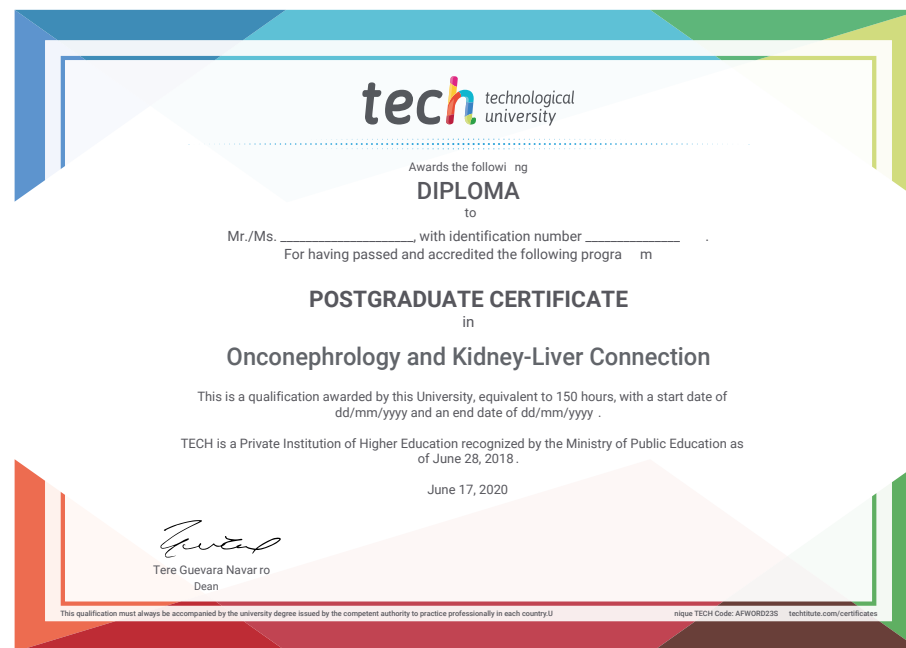 tech technological
university
Awards the followi ng
DIPLOMA
to
Mr./Ms. ___________________, with identification number ______________ .
For having passed and accredited the following progra m
POSTGRADUATE CERTIFICATE
in
Onconephrology and Kidney-Liver Connection
This is a qualification awarded by this University, equivalent to 150 hours, with a start date of
dd/mm/yyyy and an end date of dd/mm/yyyy .
TECH is a Private Institution of Higher Education recognized by the Ministry of Public Education as
of June 28, 2018 .
June 17, 2020
Tere Guevara Navar ro
Dean
This qualification must always be accompanied by the university degree issued by the competent authority to practice professionally in each country.U nique TECH Code: AFWORD23S techtitute.com/certificates